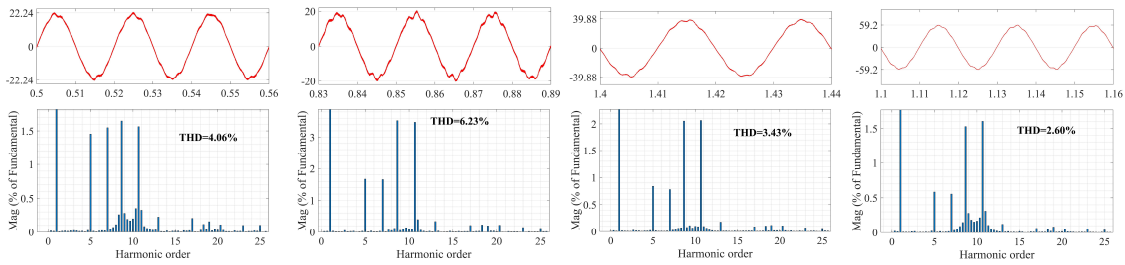 22.24
0
-22.24
0.5 0.51 0.52 0.53 0.54 0.55 0.56
20
0
-20
0.83 0.84 0.85 0.86 0.87 0.88 0.89
39.88
0
-39.88
1.4 1.41 1.42 1.43 1.44
59.2
0
-59.2
1.1 1.11 1.12 1.13 1.14 1.15 1.16
Mag (% of Fundamental)
1.5
1
0.5
0
THD=4.06%
0 5 10 15 20 25
Harmonic order
Mag (% of Fundamental)
3
2
1
0
THD=6.23%
0 5 10 15 20 25
Harmonic order
Mag (% of Fundamental)
2
1.5
1
0.5
0
THD=3.43%
0 5 10 15 20 25
Harmonic order
Mag (% of Fundamental)
1.5
1
0.5
0
THD=2.60%
0 5 10 15 20 25
Harmonic order